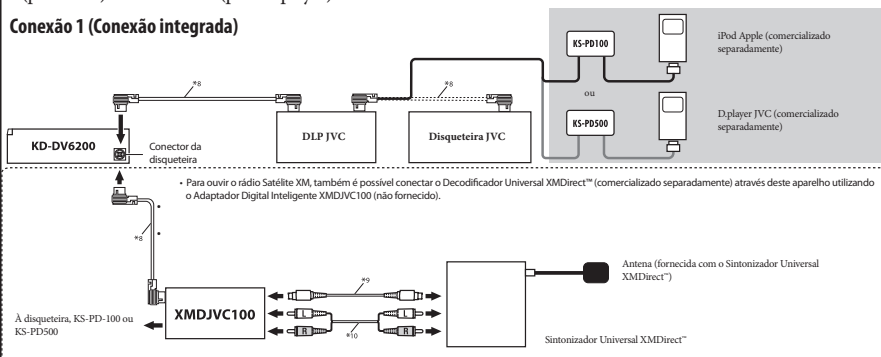 Conexão 1 (Conexão integrada)
KS-PD100
iPod Apple (comercializado
separadamente)
*8
*8
ou
DLP JVC
Disqueteira JVC
KS-PD500
D.player JVC (comercializado
separadamente)
KD-DV6200
Conector da
disqueteira
• Para ouvir o rádio Satélite XM, também é possível conectar o Decodificador Universal XMDirect™ (comercializado separadamente) através deste aparelho utilizando
o Adaptador Digital Inteligente XMDJVC100 (não fornecido).
*8
*9
Antena (fornecida com o Sintonizador Universal
XMDirect™)
À disqueteira, KS-PD-100 ou
KS-PD500
XMDJVC100
L
L
R
R
*10
Sintonizador Universal XMDirect™